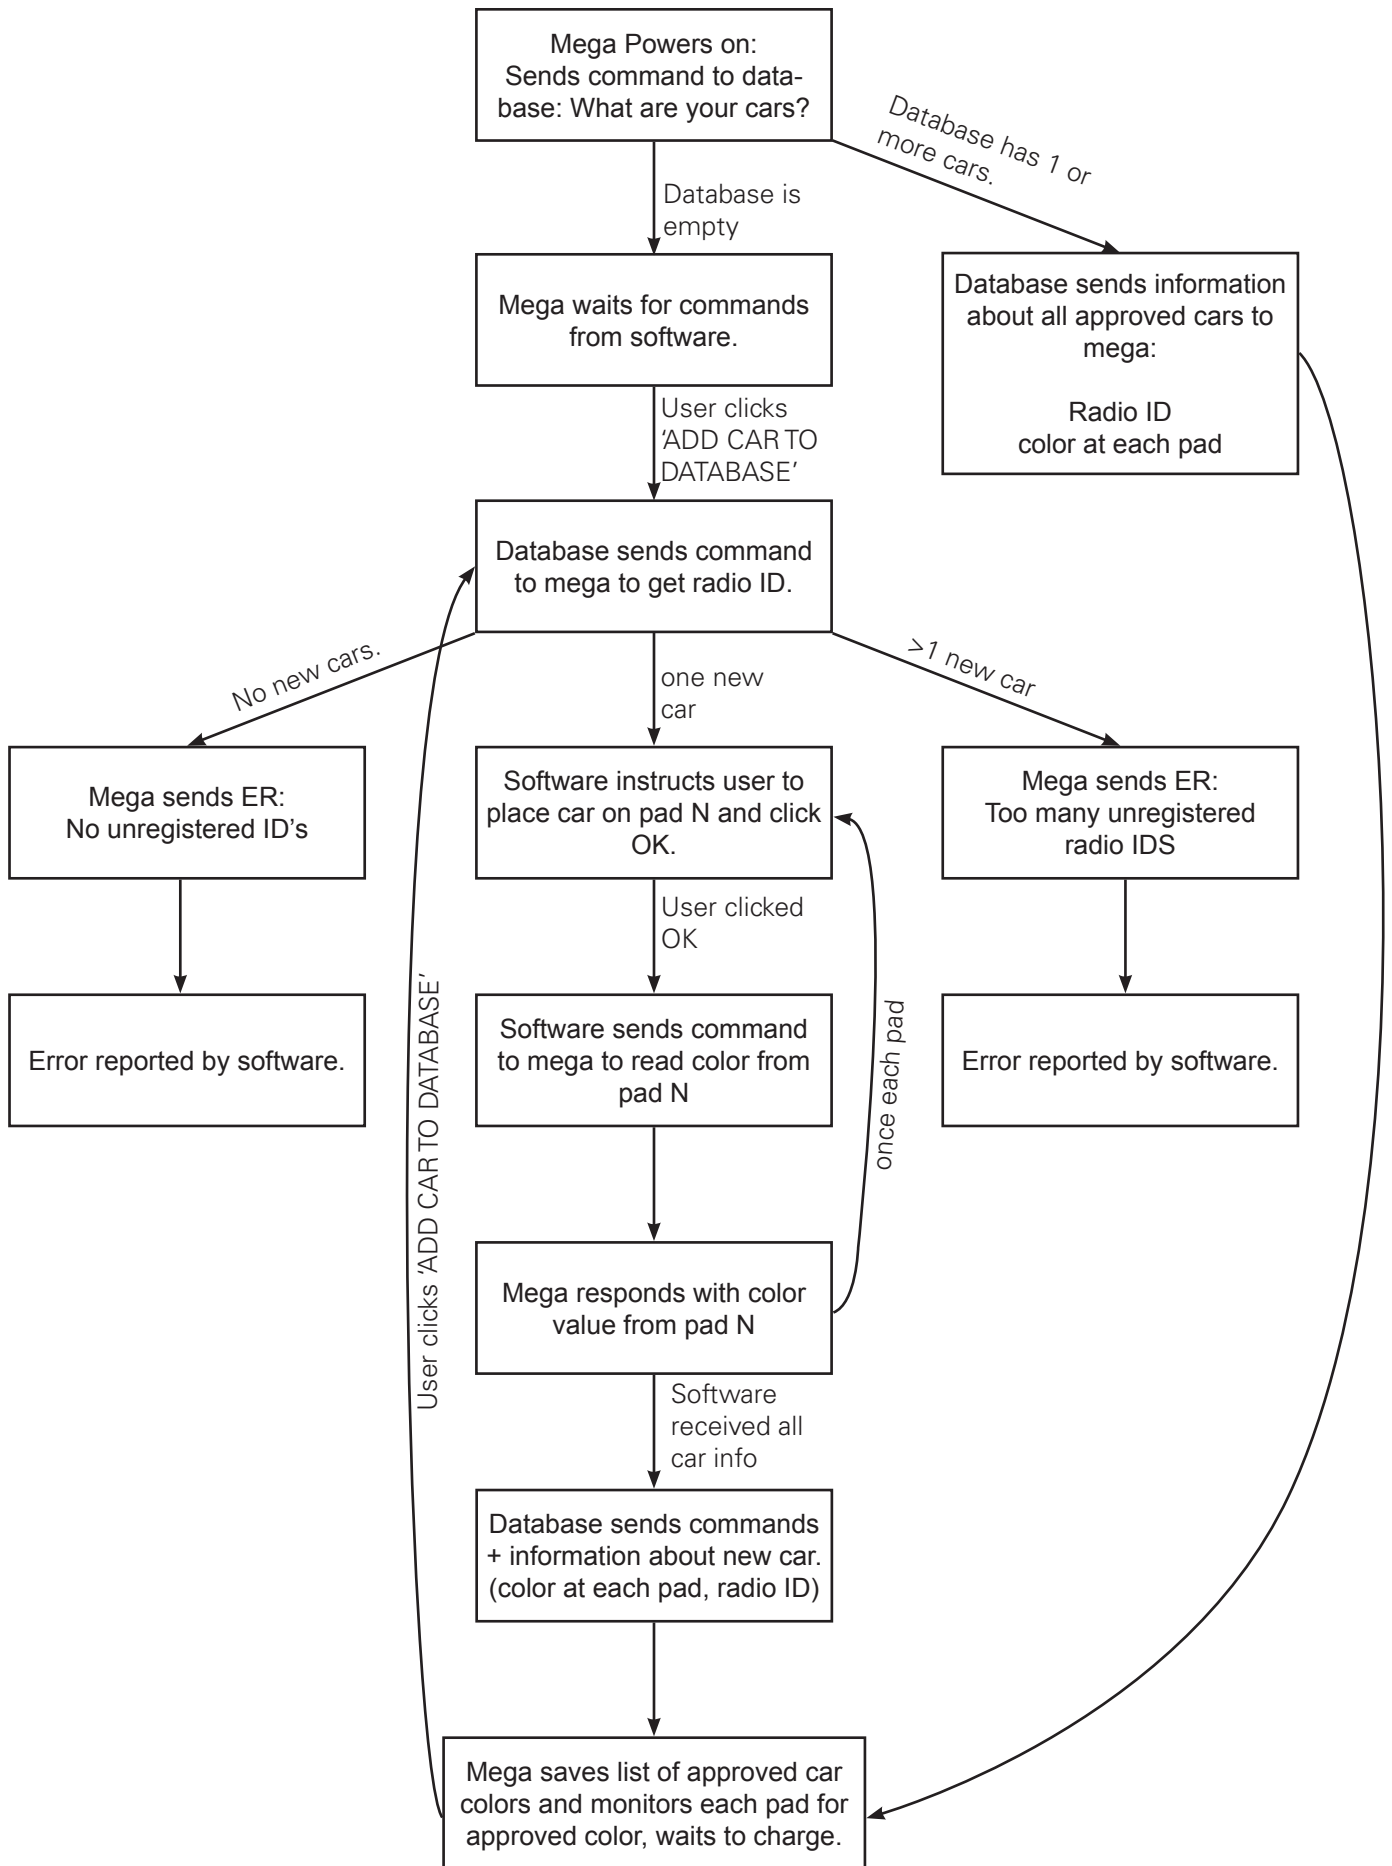 Mega Powers on:
Sends command to data-
base: What are your cars?
Database has 1 or
more cars.
Database is
empty
Mega waits for commands
from software.
Database sends information
about all approved cars to
mega:
Radio ID
color at each pad
User clicks
‘ADD CAR TO
DATABASE’
Database sends command
to mega to get radio ID.
No new cars.
one new
car
>1 new car
Mega sends ER:
No unregistered ID’s
Software instructs user to
place car on pad N and click
OK.
Mega sends ER:
Too many unregistered
radio IDS
User clicked
OK
Error reported by software.
Software sends command
to mega to read color from
pad N
Error reported by software.
once each pad
User clicks ‘ADD CAR TO DATABASE’
Mega responds with color
value from pad N
Software
received all
car info
Database sends commands
+ information about new car.
(color at each pad, radio ID)
Mega saves list of approved car
colors and monitors each pad for
approved color, waits to charge.